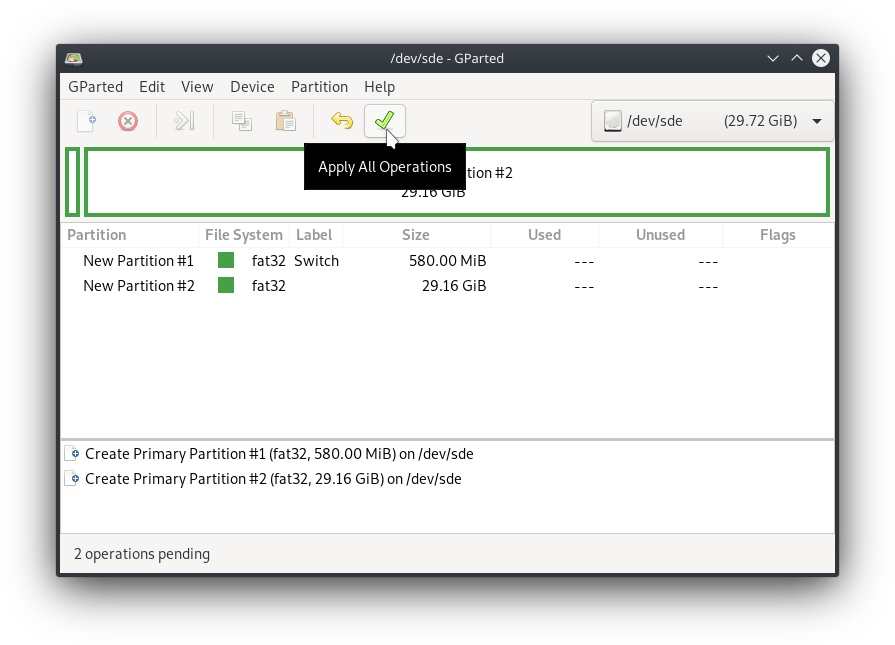 /dev/sde - GParted
GParted Edit View Device Partition Help
/dev/sde (29.72 GiB)
Apply All Operations
tion #2
29.16 GiB
Partition File System Label Size Used Unused Flags
New Partition #1 fat32 Switch 580.00 MiB --- ---
New Partition #2 fat32 29.16 GiB --- ---
Create Primary Partition #1 (fat32, 580.00 MiB) on /dev/sde
Create Primary Partition #2 (fat32, 29.16 GiB) on /dev/sde
2 operations pending